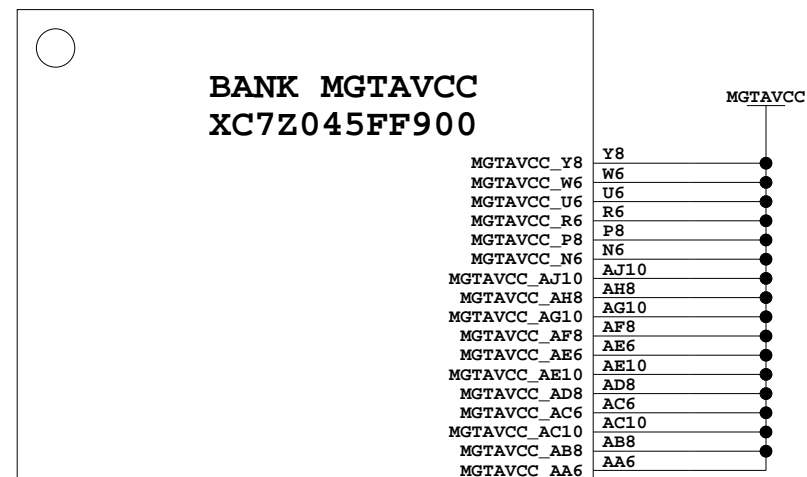 BANK MGTAVCC
XC7Z045FF900
MGTAVCC
MGTAVCC_Y8 Y8
MGTAVCC_W6 W6
MGTAVCC_U6 U6
MGTAVCC_R6 R6
MGTAVCC_P8 P8
MGTAVCC_N6 N6
MGTAVCC_AJ10 AJ10
MGTAVCC_AH8 AH8
MGTAVCC_AG10 AG10
MGTAVCC_AF8 AF8
MGTAVCC_AE6 AE6
MGTAVCC_AE10 AE10
MGTAVCC_AD8 AD8
MGTAVCC_AC6 AC6
MGTAVCC_AC10 AC10
MGTAVCC_AB8 AB8
MGTAVCC_AA6 AA6